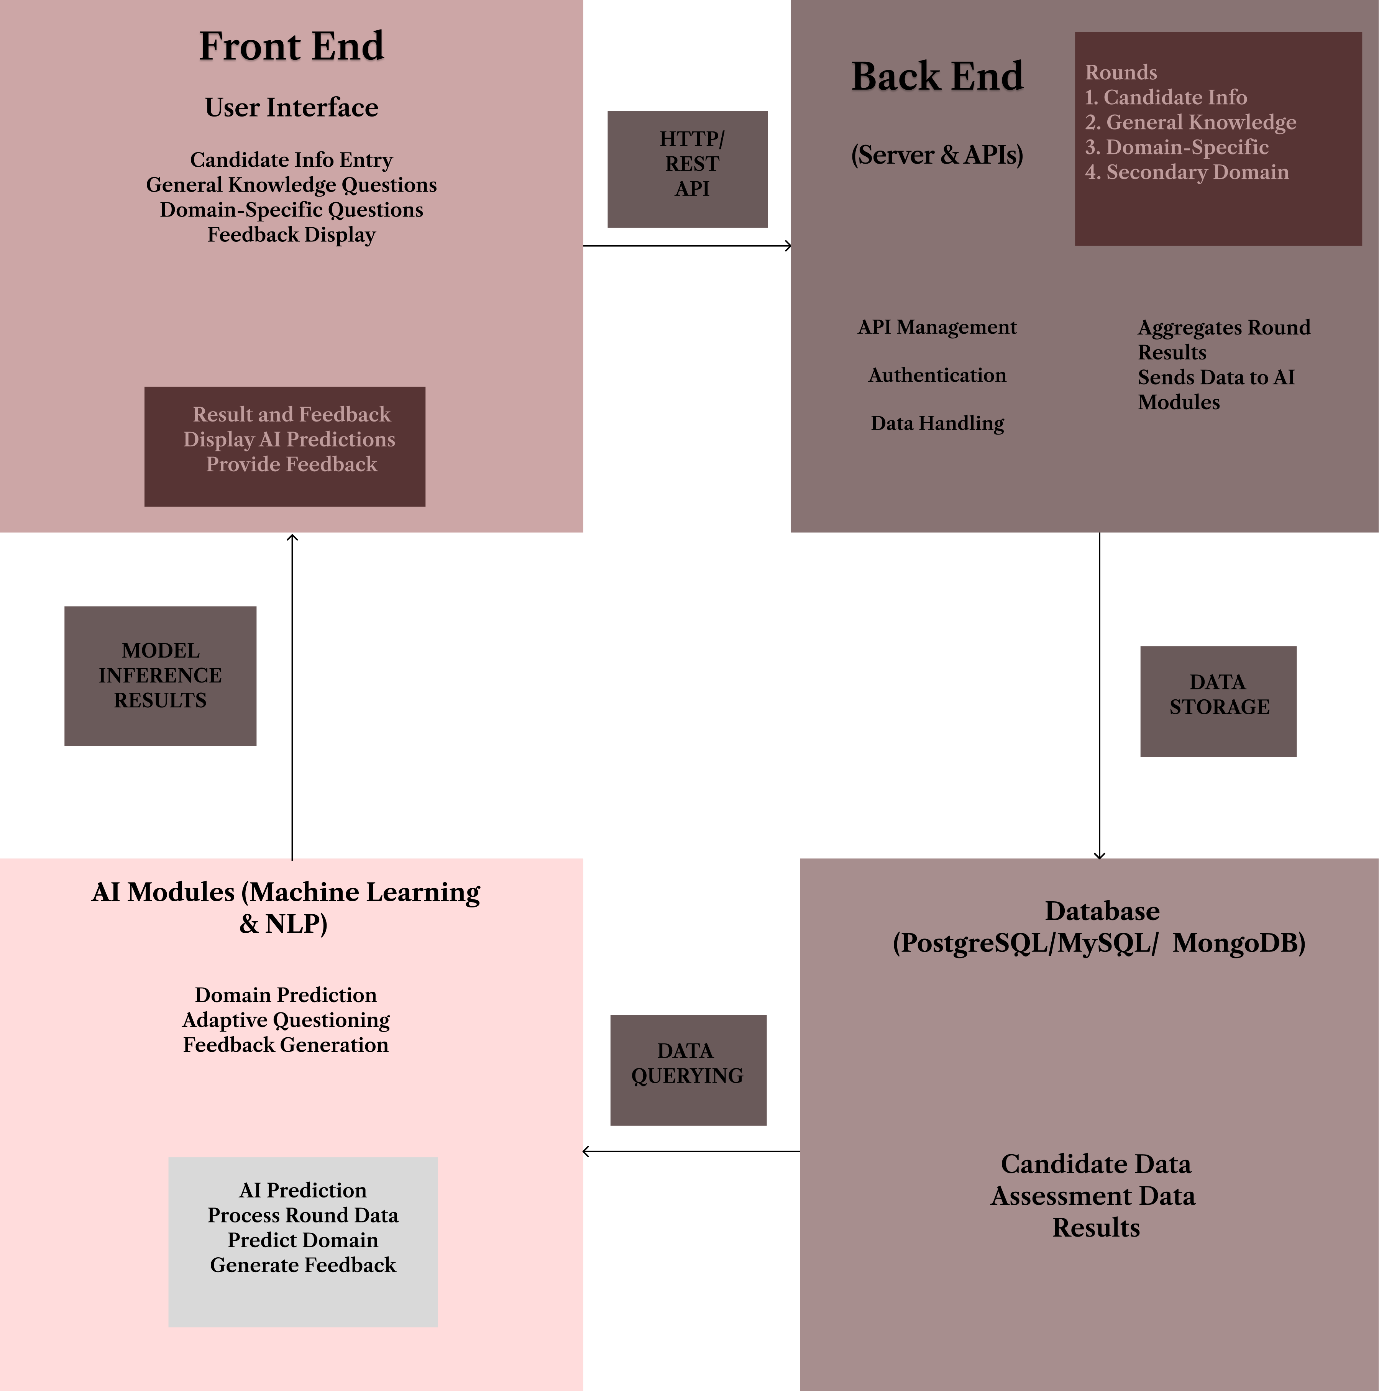 Front End
User Interface
Candidate Info Entry
General Knowledge Questions
Domain-Specific Questions
Feedback Display
Result and Feedback
Display AI Predictions
Provide Feedback
HTTP/
REST
API
Back End
(Server & APIs)
Rounds
1. Candidate Info
2. General Knowledge
3. Domain-Specific
4. Secondary Domain
API Management
Authentication
Data Handling
Aggregates Round
Results
Sends Data to AI
Modules
MODEL
INFERENCE
RESULTS
DATA
STORAGE
AI Modules (Machine Learning
& NLP)
Domain Prediction
Adaptive Questioning
Feedback Generation
AI Prediction
Process Round Data
Predict Domain
Generate Feedback
DATA
QUERYING
Database
(PostgreSQL/MySQL/ MongoDB)
Candidate Data
Assessment Data
Results